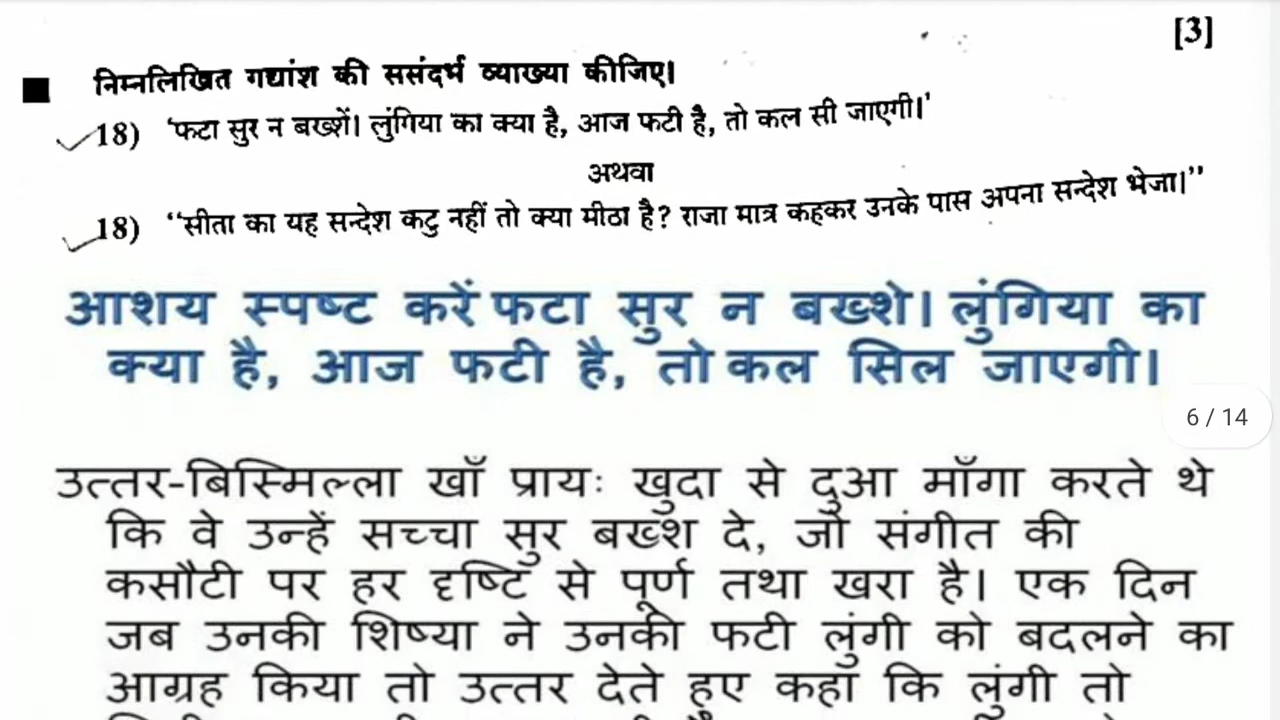 [3]
■ निम्नलिखित गद्यांश की ससंदर्भ व्याख्या कीजिए।
18) 'फटा सुर न बख्शें। लुंगिया का क्या है, आज फटी है, तो कल सी जाएगी।'
अथवा
18) “सीता का यह सन्देश कटु नहीं तो क्या मीठा है? राजा मात्र कहकर उनके पास अपना सन्देश भेजा।”
आशय स्पष्ट करें फटा सुर न बख्शे। लुंगिया का
क्या है, आज फटी है, तो कल सिल जाएगी।
6 / 14
उत्तर-बिस्मिल्ला खाँ प्रायः खुदा से दुआ माँगा करते थे
कि वे उन्हें सच्चा सुर बख्श दे, जो संगीत की
कसौटी पर हर दृष्टि से पूर्ण तथा खरा है। एक दिन
जब उनकी शिष्या ने उनकी फटी लुंगी को बदलने का
आग्रह किया तो उत्तर देते हुए कहा कि लुंगी तो